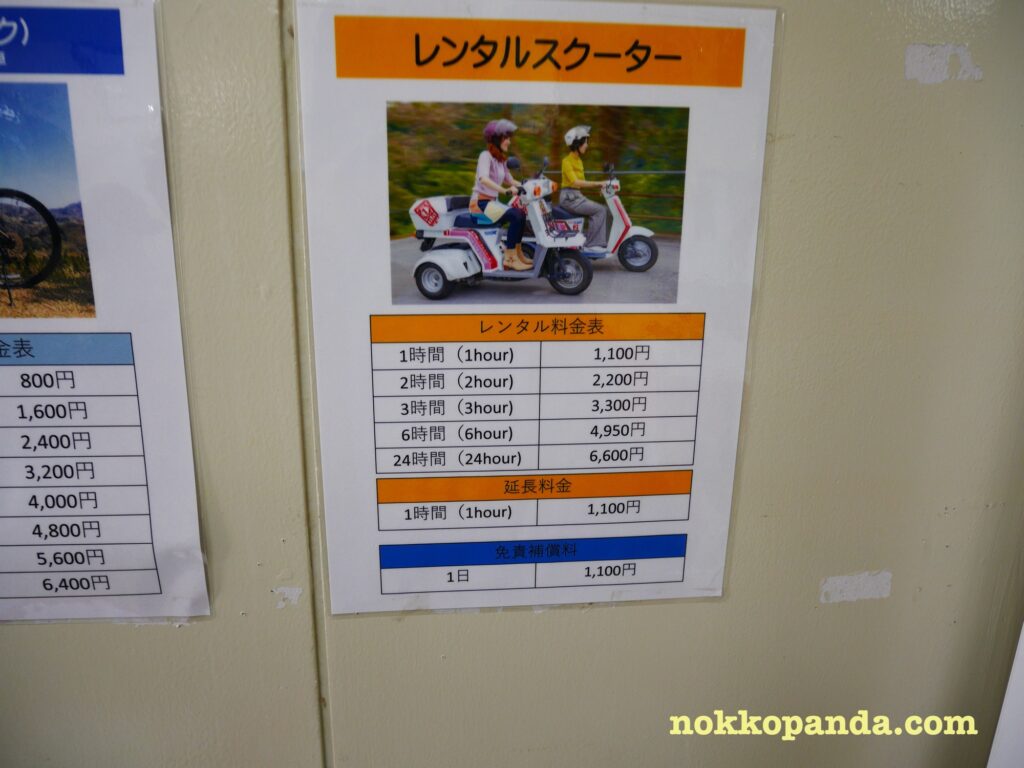 ク)
金表
800円
1,600円
2,400円
3,200円
4,000円
4,800円
5,600円
6,400円
レンタルスクーター
レンタル料金表
1時間（1hour) 1,100円
2時間（2hour) 2,200円
3時間（3hour) 3,300円
6時間（6hour) 4,950円
24時間（24hour) 6,600円
延長料金
1時間（1hour) 1,100円
免責補償料
1日 1,100円
nokkopanda.com